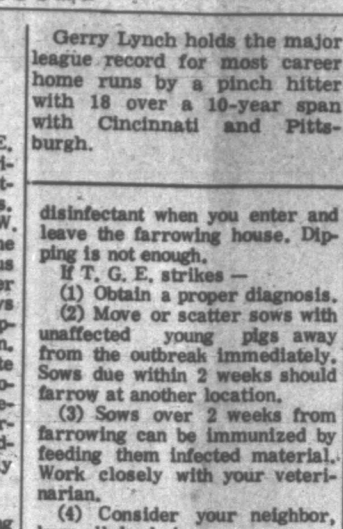 Gerry Lynch holds the major
league record for most career
home runs by a pinch hitter
with 18 over a 10-year span
with Cincinnati and Pitts-
burgh.
disinfectant when you enter and
leave the farrowing house. Dip-
ping is not enough.
If T. G. E. strikes —
(1) Obtain a proper diagnosis.
(2) Move or scatter sows with
unaffected young pigs away
from the outbreak immediately.
Sows due within 2 weeks should
farrow at another location.
(3) Sows over 2 weeks from
farrowing can be immunized by
feeding them infected material.
Work closely with your veteri-
narian.
(4) Consider your neighbor,